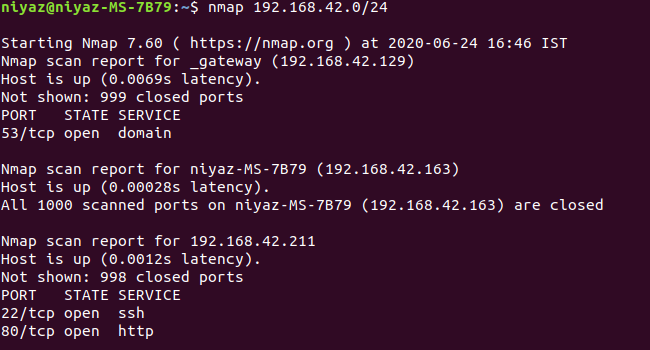 niyaz@niyaz-MS-7B79:~$ nmap 192.168.42.0/24
Starting Nmap 7.60 ( https://nmap.org ) at 2020-06-24 16:46 IST
Nmap scan report for _gateway (192.168.42.129)
Host is up (0.0069s latency).
Not shown: 999 closed ports
PORT   STATE SERVICE
53/tcp open  domain
Nmap scan report for niyaz-MS-7B79 (192.168.42.163)
Host is up (0.00028s latency).
All 1000 scanned ports on niyaz-MS-7B79 (192.168.42.163) are closed
Nmap scan report for 192.168.42.211
Host is up (0.0012s latency).
Not shown: 998 closed ports
PORT   STATE SERVICE
22/tcp open  ssh
80/tcp open  http